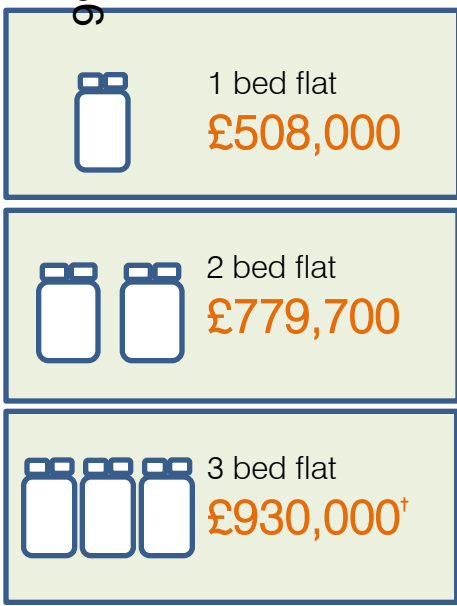 1 bed flat
£508,000
2 bed flat
£779,700
3 bed flat
£930,000†